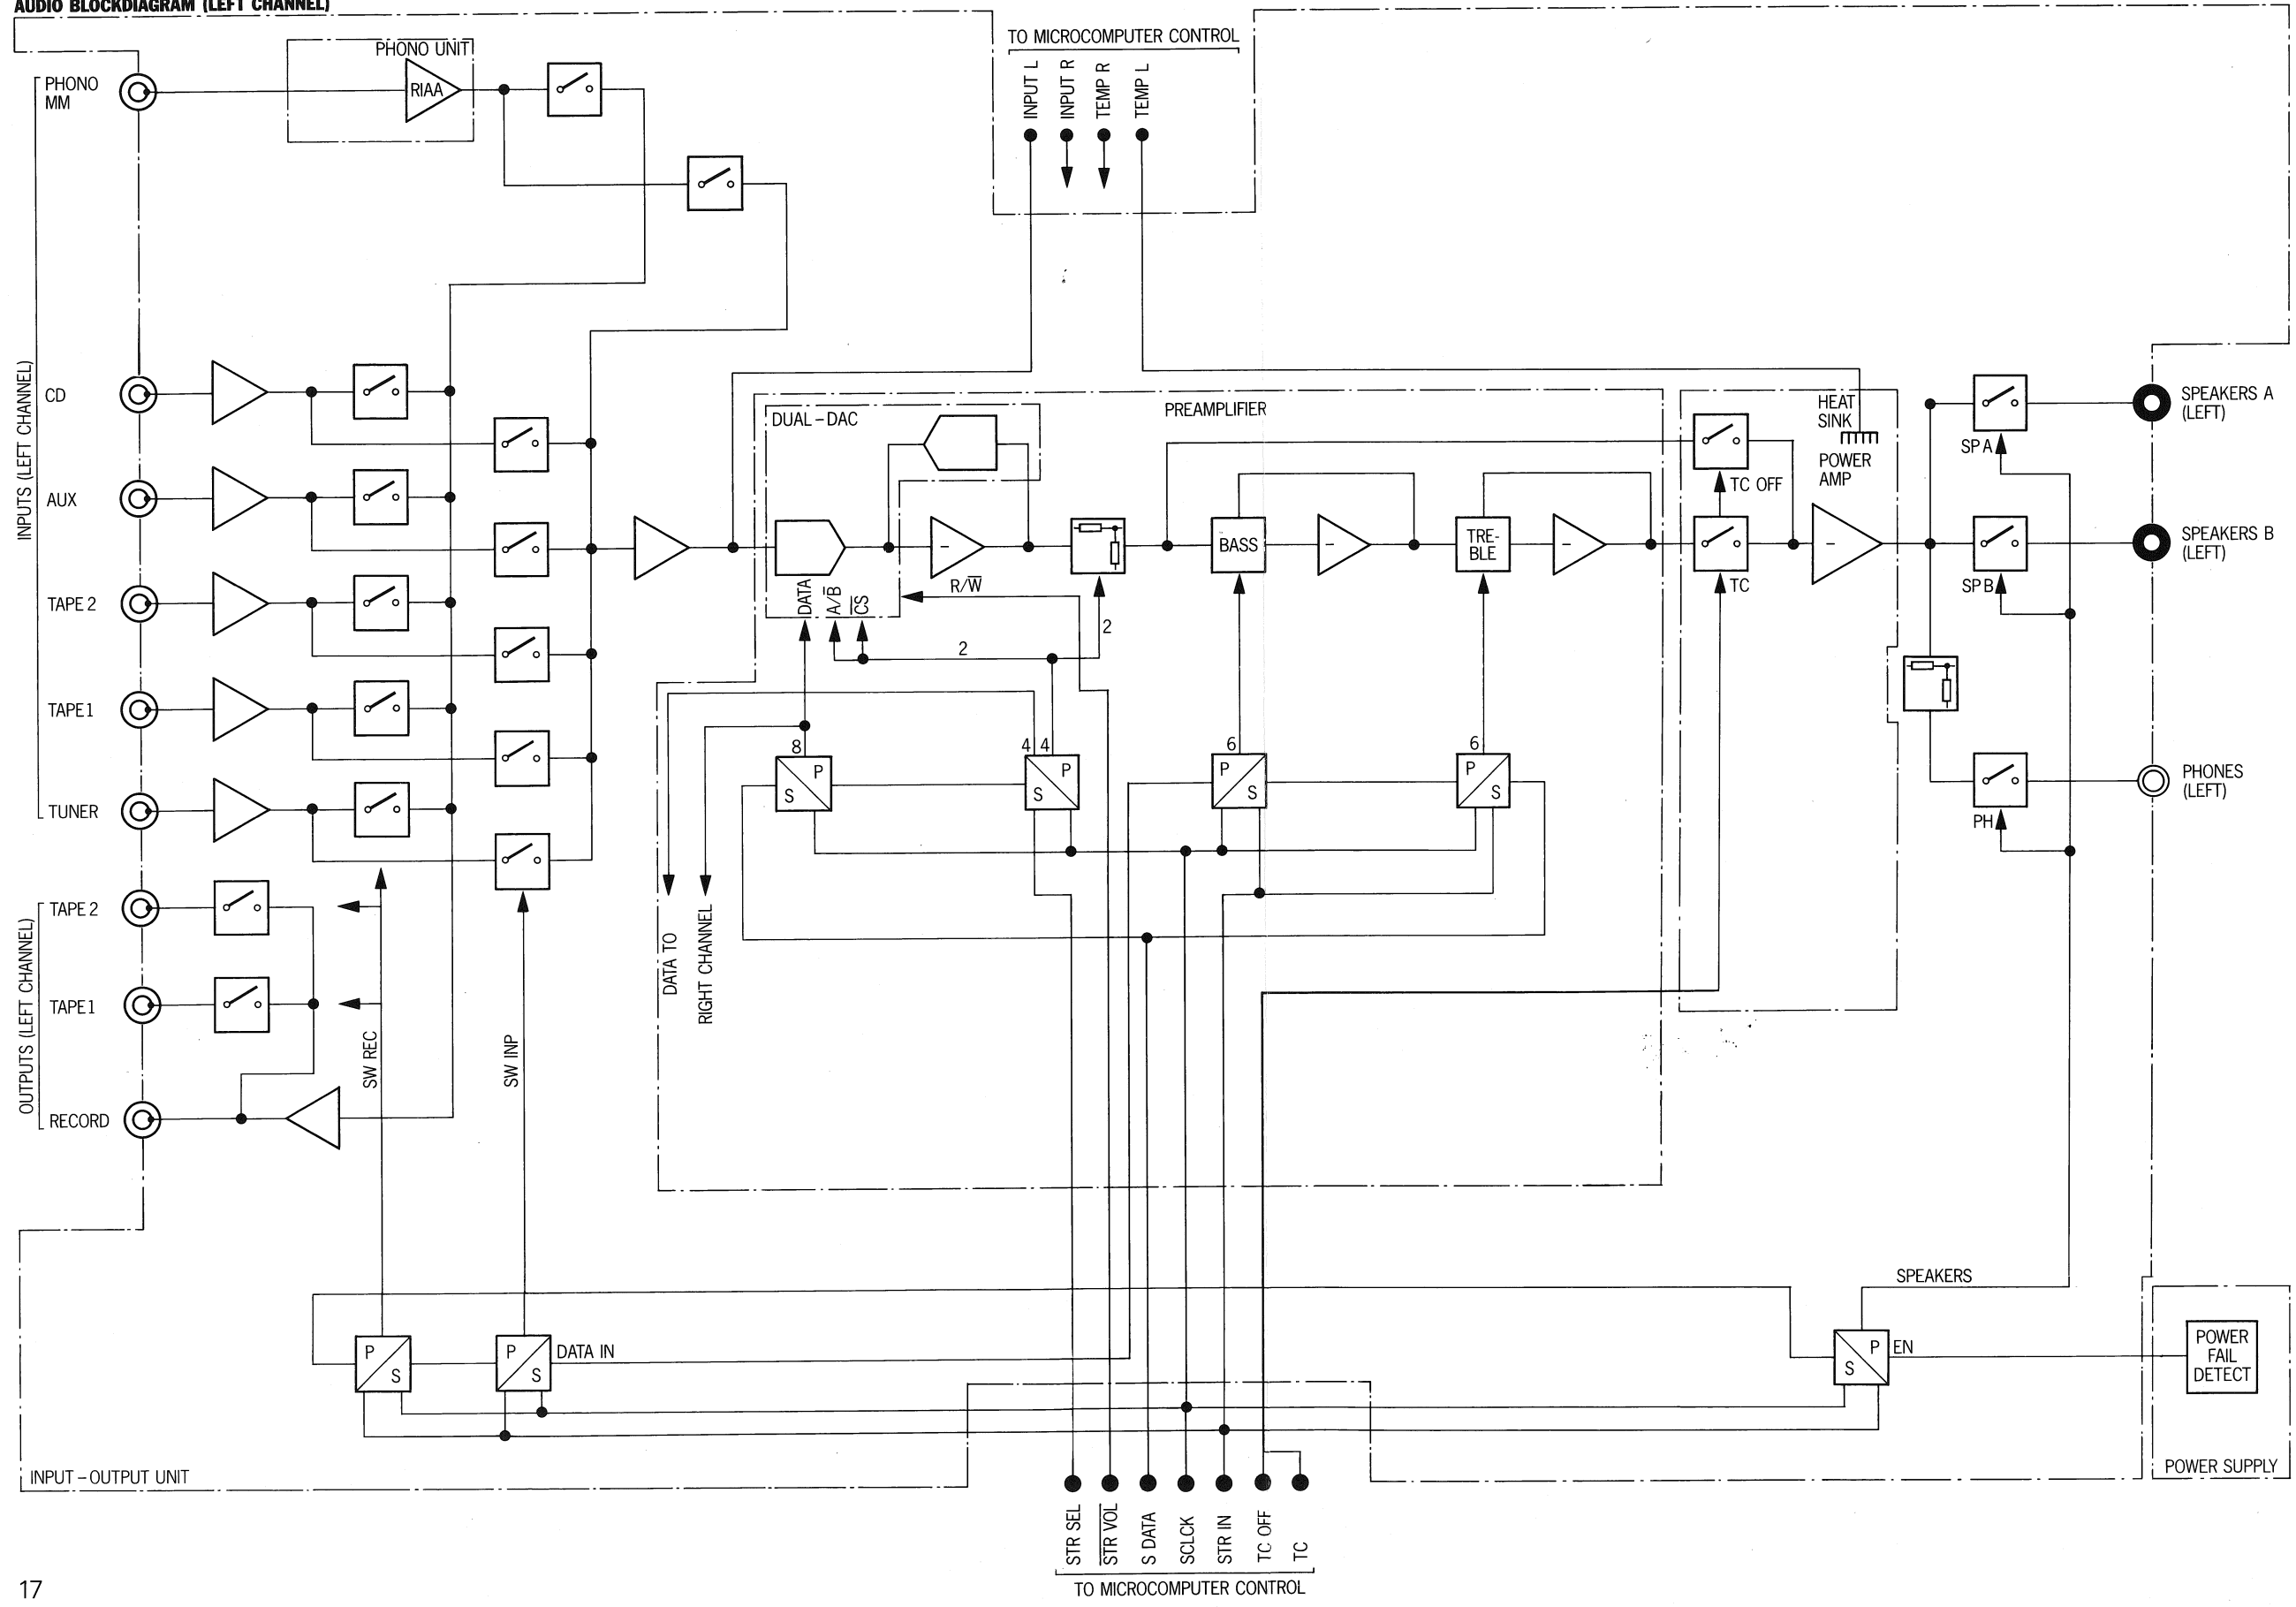 AUDIO BLOCKDIAGRAM (LEFT CHANNEL)
TO MICROCOMPUTER CONTROL
INPUT L
INPUT R
TEMP R
TEMP L
PHONO UNIT
RIAA
INPUTS (LEFT CHANNEL)
PHONO
MM
CD
AUX
TAPE 2
TAPE 1
TUNER
OUTPUTS (LEFT CHANNEL)
TAPE 2
TAPE 1
RECORD
SW REC
SW INP
PREAMPLIFIER
DUAL-DAC
DATA
A/B̅
C̅S̅
R/W̅
2
2
BASS
TRE-
BLE
HEAT
SINK
POWER
AMP
TC OFF
TC
SP A
SP B
PH
SPEAKERS A
(LEFT)
SPEAKERS B
(LEFT)
PHONES
(LEFT)
8
P
S
4 4
P
S
6
P
S
6
P
S
DATA TO
RIGHT CHANNEL
P
S
P
S
DATA IN
SPEAKERS
P
S
EN
POWER
FAIL
DETECT
POWER SUPPLY
INPUT-OUTPUT UNIT
STR SEL
S̅T̅R̅ V̅O̅L̅
S DATA
SCLCK
STR IN
TC OFF
TC
TO MICROCOMPUTER CONTROL
17